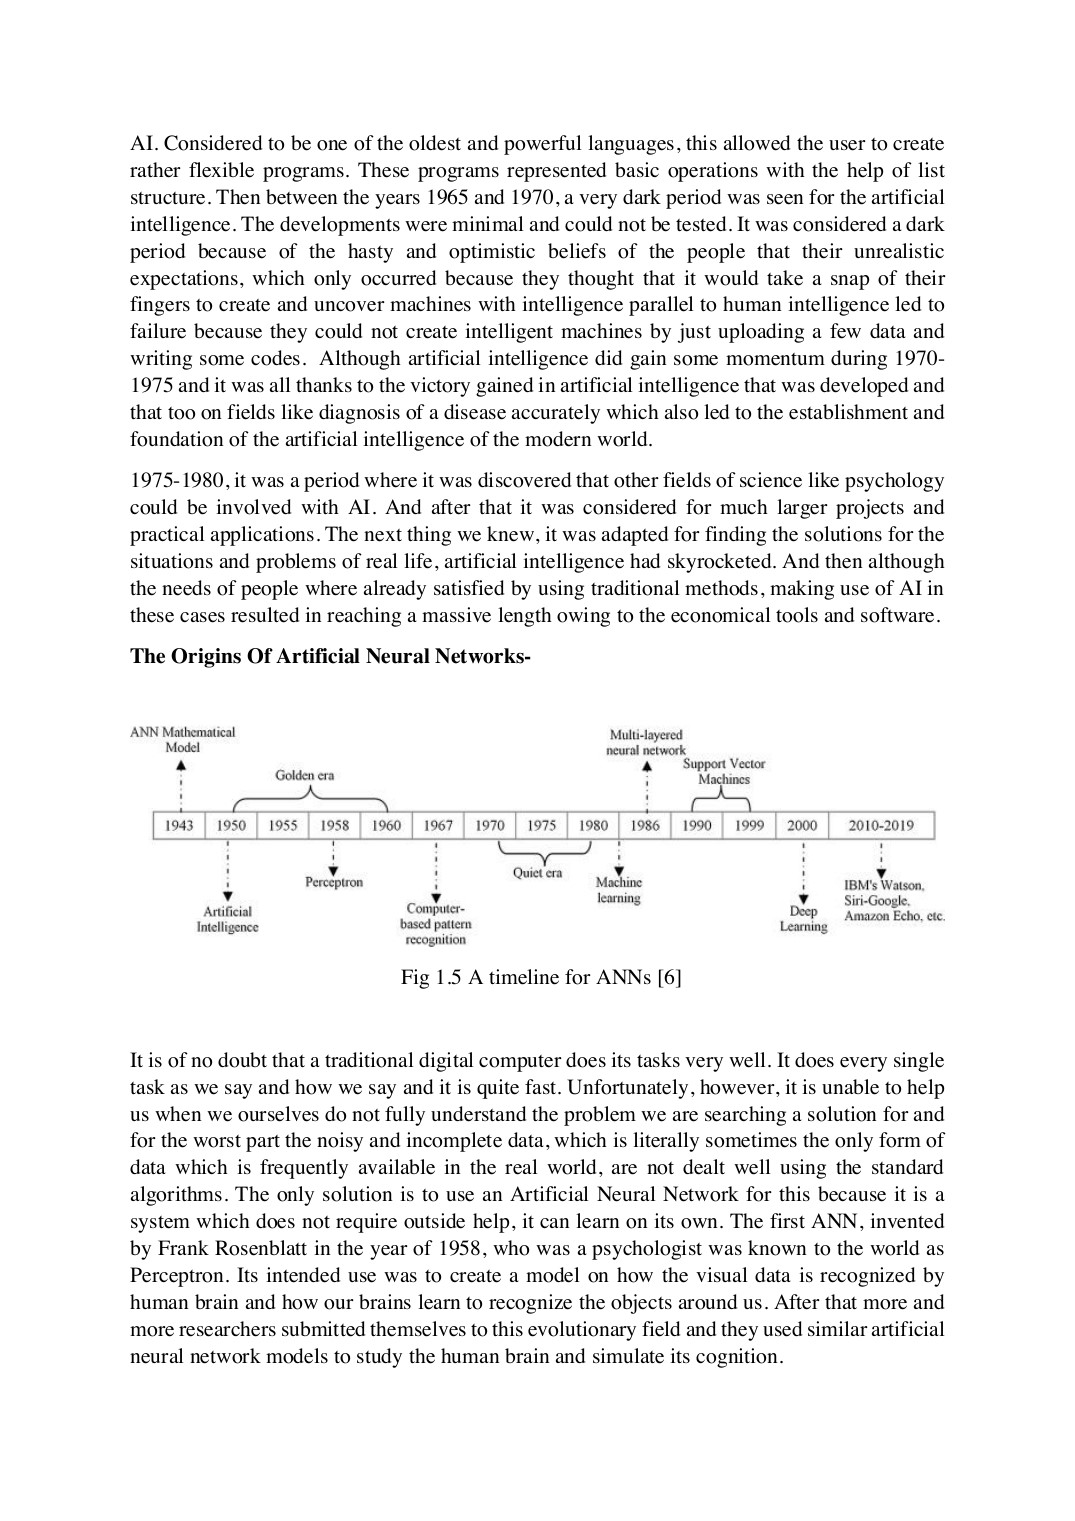 AI. Considered to be one of the oldest and powerful languages, this allowed the user to create
rather flexible programs. These programs represented basic operations with the help of list
structure. Then between the years 1965 and 1970, a very dark period was seen for the artificial
intelligence. The developments were minimal and could not be tested. It was considered a dark
period because of the hasty and optimistic beliefs of the people that their unrealistic
expectations, which only occurred because they thought that it would take a snap of their
fingers to create and uncover machines with intelligence parallel to human intelligence led to
failure because they could not create intelligent machines by just uploading a few data and
writing some codes.  Although artificial intelligence did gain some momentum during 1970-
1975 and it was all thanks to the victory gained in artificial intelligence that was developed and
that too on fields like diagnosis of a disease accurately which also led to the establishment and
foundation of the artificial intelligence of the modern world.
1975-1980, it was a period where it was discovered that other fields of science like psychology
could be involved with AI. And after that it was considered for much larger projects and
practical applications. The next thing we knew, it was adapted for finding the solutions for the
situations and problems of real life, artificial intelligence had skyrocketed. And then although
the needs of people where already satisfied by using traditional methods, making use of AI in
these cases resulted in reaching a massive length owing to the economical tools and software.
The Origins Of Artificial Neural Networks-
ANN Mathematical
Model
Golden era
Multi-layered
neural network
Support Vector
Machines
1943 1950 1955 1958 1960 1967 1970 1975 1980 1986 1990 1999 2000 2010-2019
Artificial
Intelligence
Perceptron
Computer-
based pattern
recognition
Quiet era
Machine
learning
Deep
Learning
IBM's Watson,
Siri-Google,
Amazon Echo, etc.
Fig 1.5 A timeline for ANNs [6]
It is of no doubt that a traditional digital computer does its tasks very well. It does every single
task as we say and how we say and it is quite fast. Unfortunately, however, it is unable to help
us when we ourselves do not fully understand the problem we are searching a solution for and
for the worst part the noisy and incomplete data, which is literally sometimes the only form of
data which is frequently available in the real world, are not dealt well using the standard
algorithms. The only solution is to use an Artificial Neural Network for this because it is a
system which does not require outside help, it can learn on its own. The first ANN, invented
by Frank Rosenblatt in the year of 1958, who was a psychologist was known to the world as
Perceptron. Its intended use was to create a model on how the visual data is recognized by
human brain and how our brains learn to recognize the objects around us. After that more and
more researchers submitted themselves to this evolutionary field and they used similar artificial
neural network models to study the human brain and simulate its cognition.